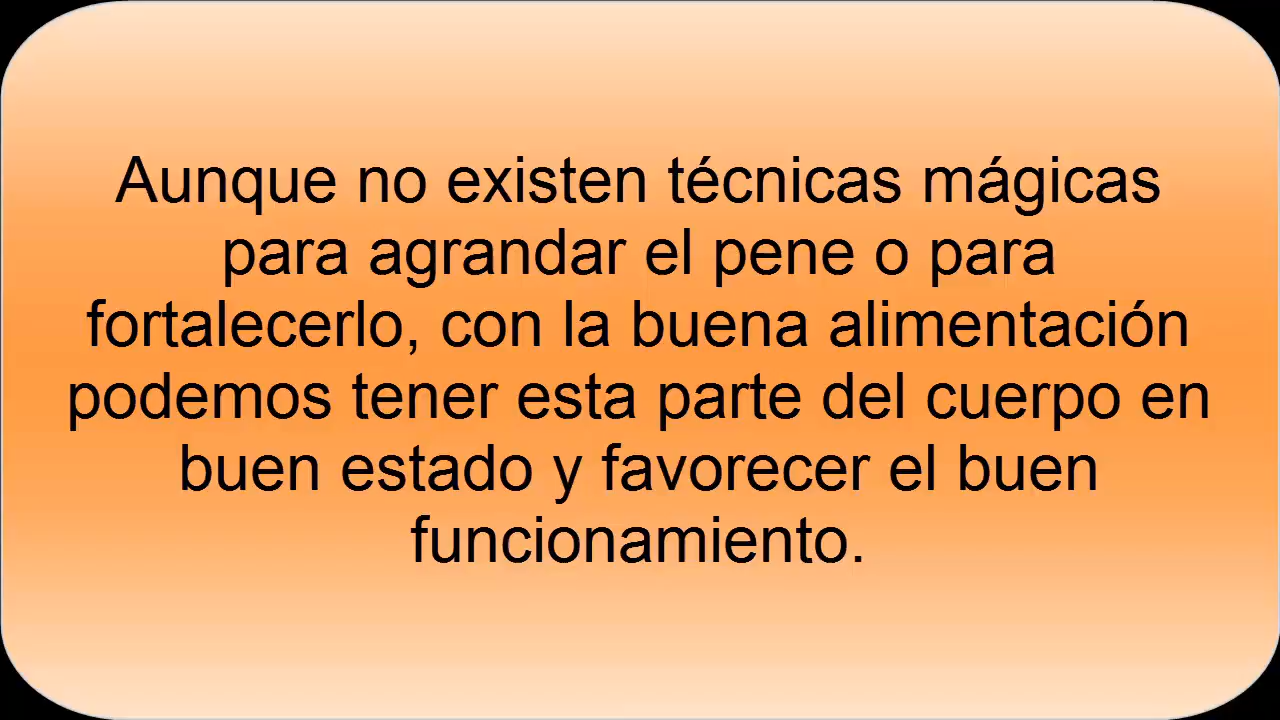 Aunque no existen técnicas mágicas
para agrandar el pene o para
fortalecerlo, con la buena alimentación
podemos tener esta parte del cuerpo en
buen estado y favorecer el buen
funcionamiento.